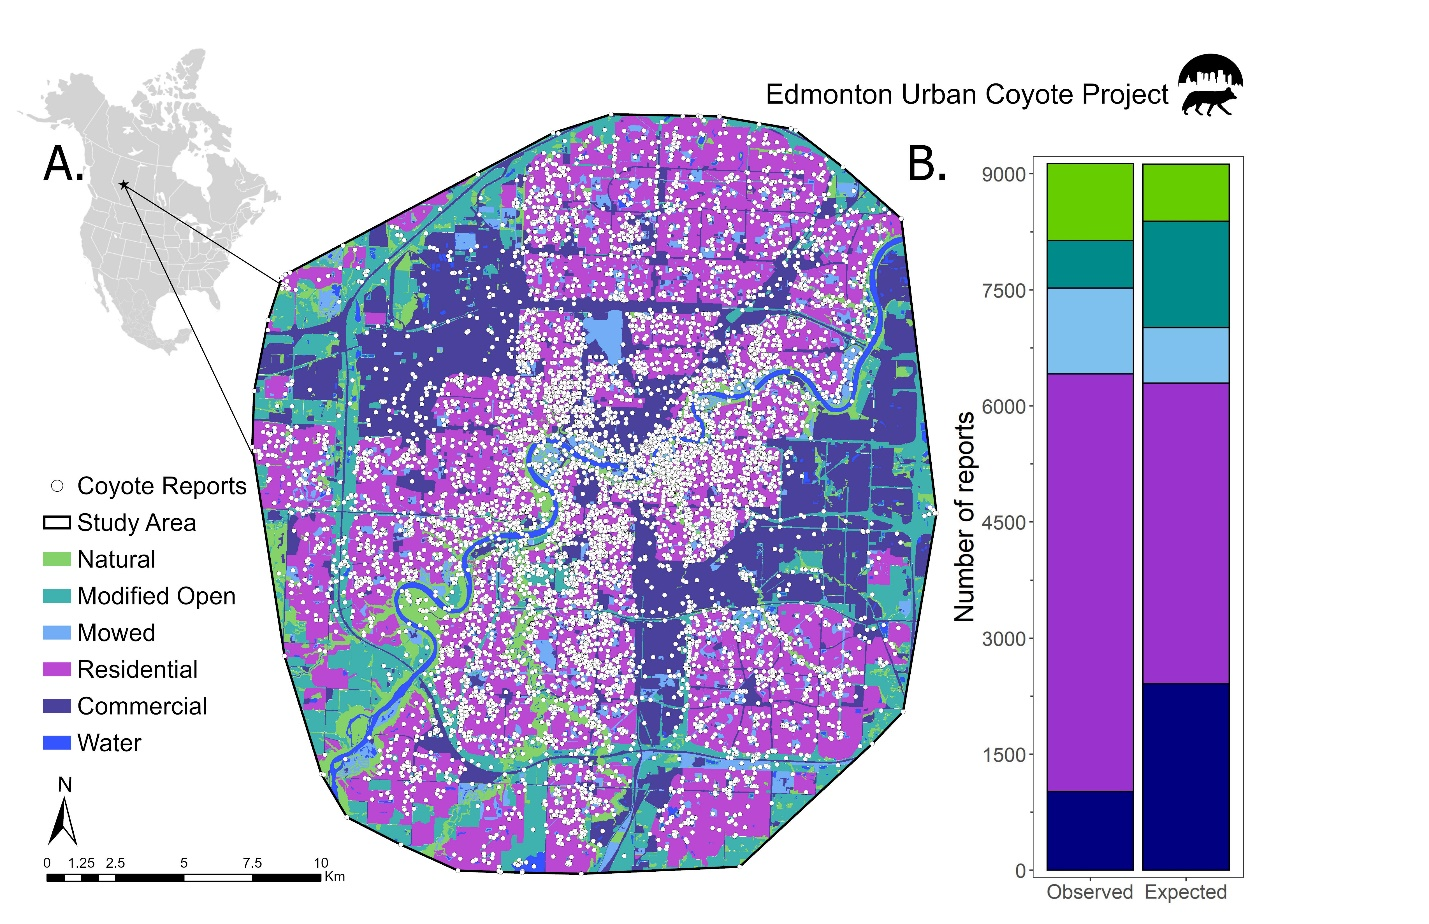 Edmonton Urban Coyote Project
A.
B.
Coyote Reports
Study Area
Natural
Modified Open
Mowed
Residential
Commercial
Water
N
0 1.25 2.5 5 7.5 10
Km
Number of reports
9000
7500
6000
4500
3000
1500
0
Observed Expected